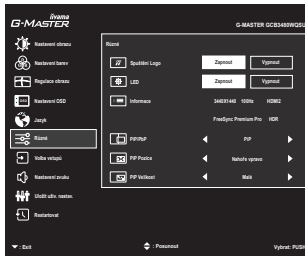 iiyama
G-MASTER
G-MASTER GCB3480WQSU
Nastavení obrazu
Nastavení barev
Regulace obrazu
Nastavení OSD
Jazyk
Různé
Volba vstupů
Nastavení zvuku
Uložit uživ. nastav.
Restartovat
Různé
Spuštění Logo
Zapnout
Vypnout
LED
Zapnout
Vypnout
Informace
3440X1440 100Hz HDMI2
FreeSync Premium Pro HDR
PIP/PbP
PIP
PIP Pozice
Nahoře vpravo
PIP Velikost
Malé
: Exit
: Posunout
Vybrat: PUSH